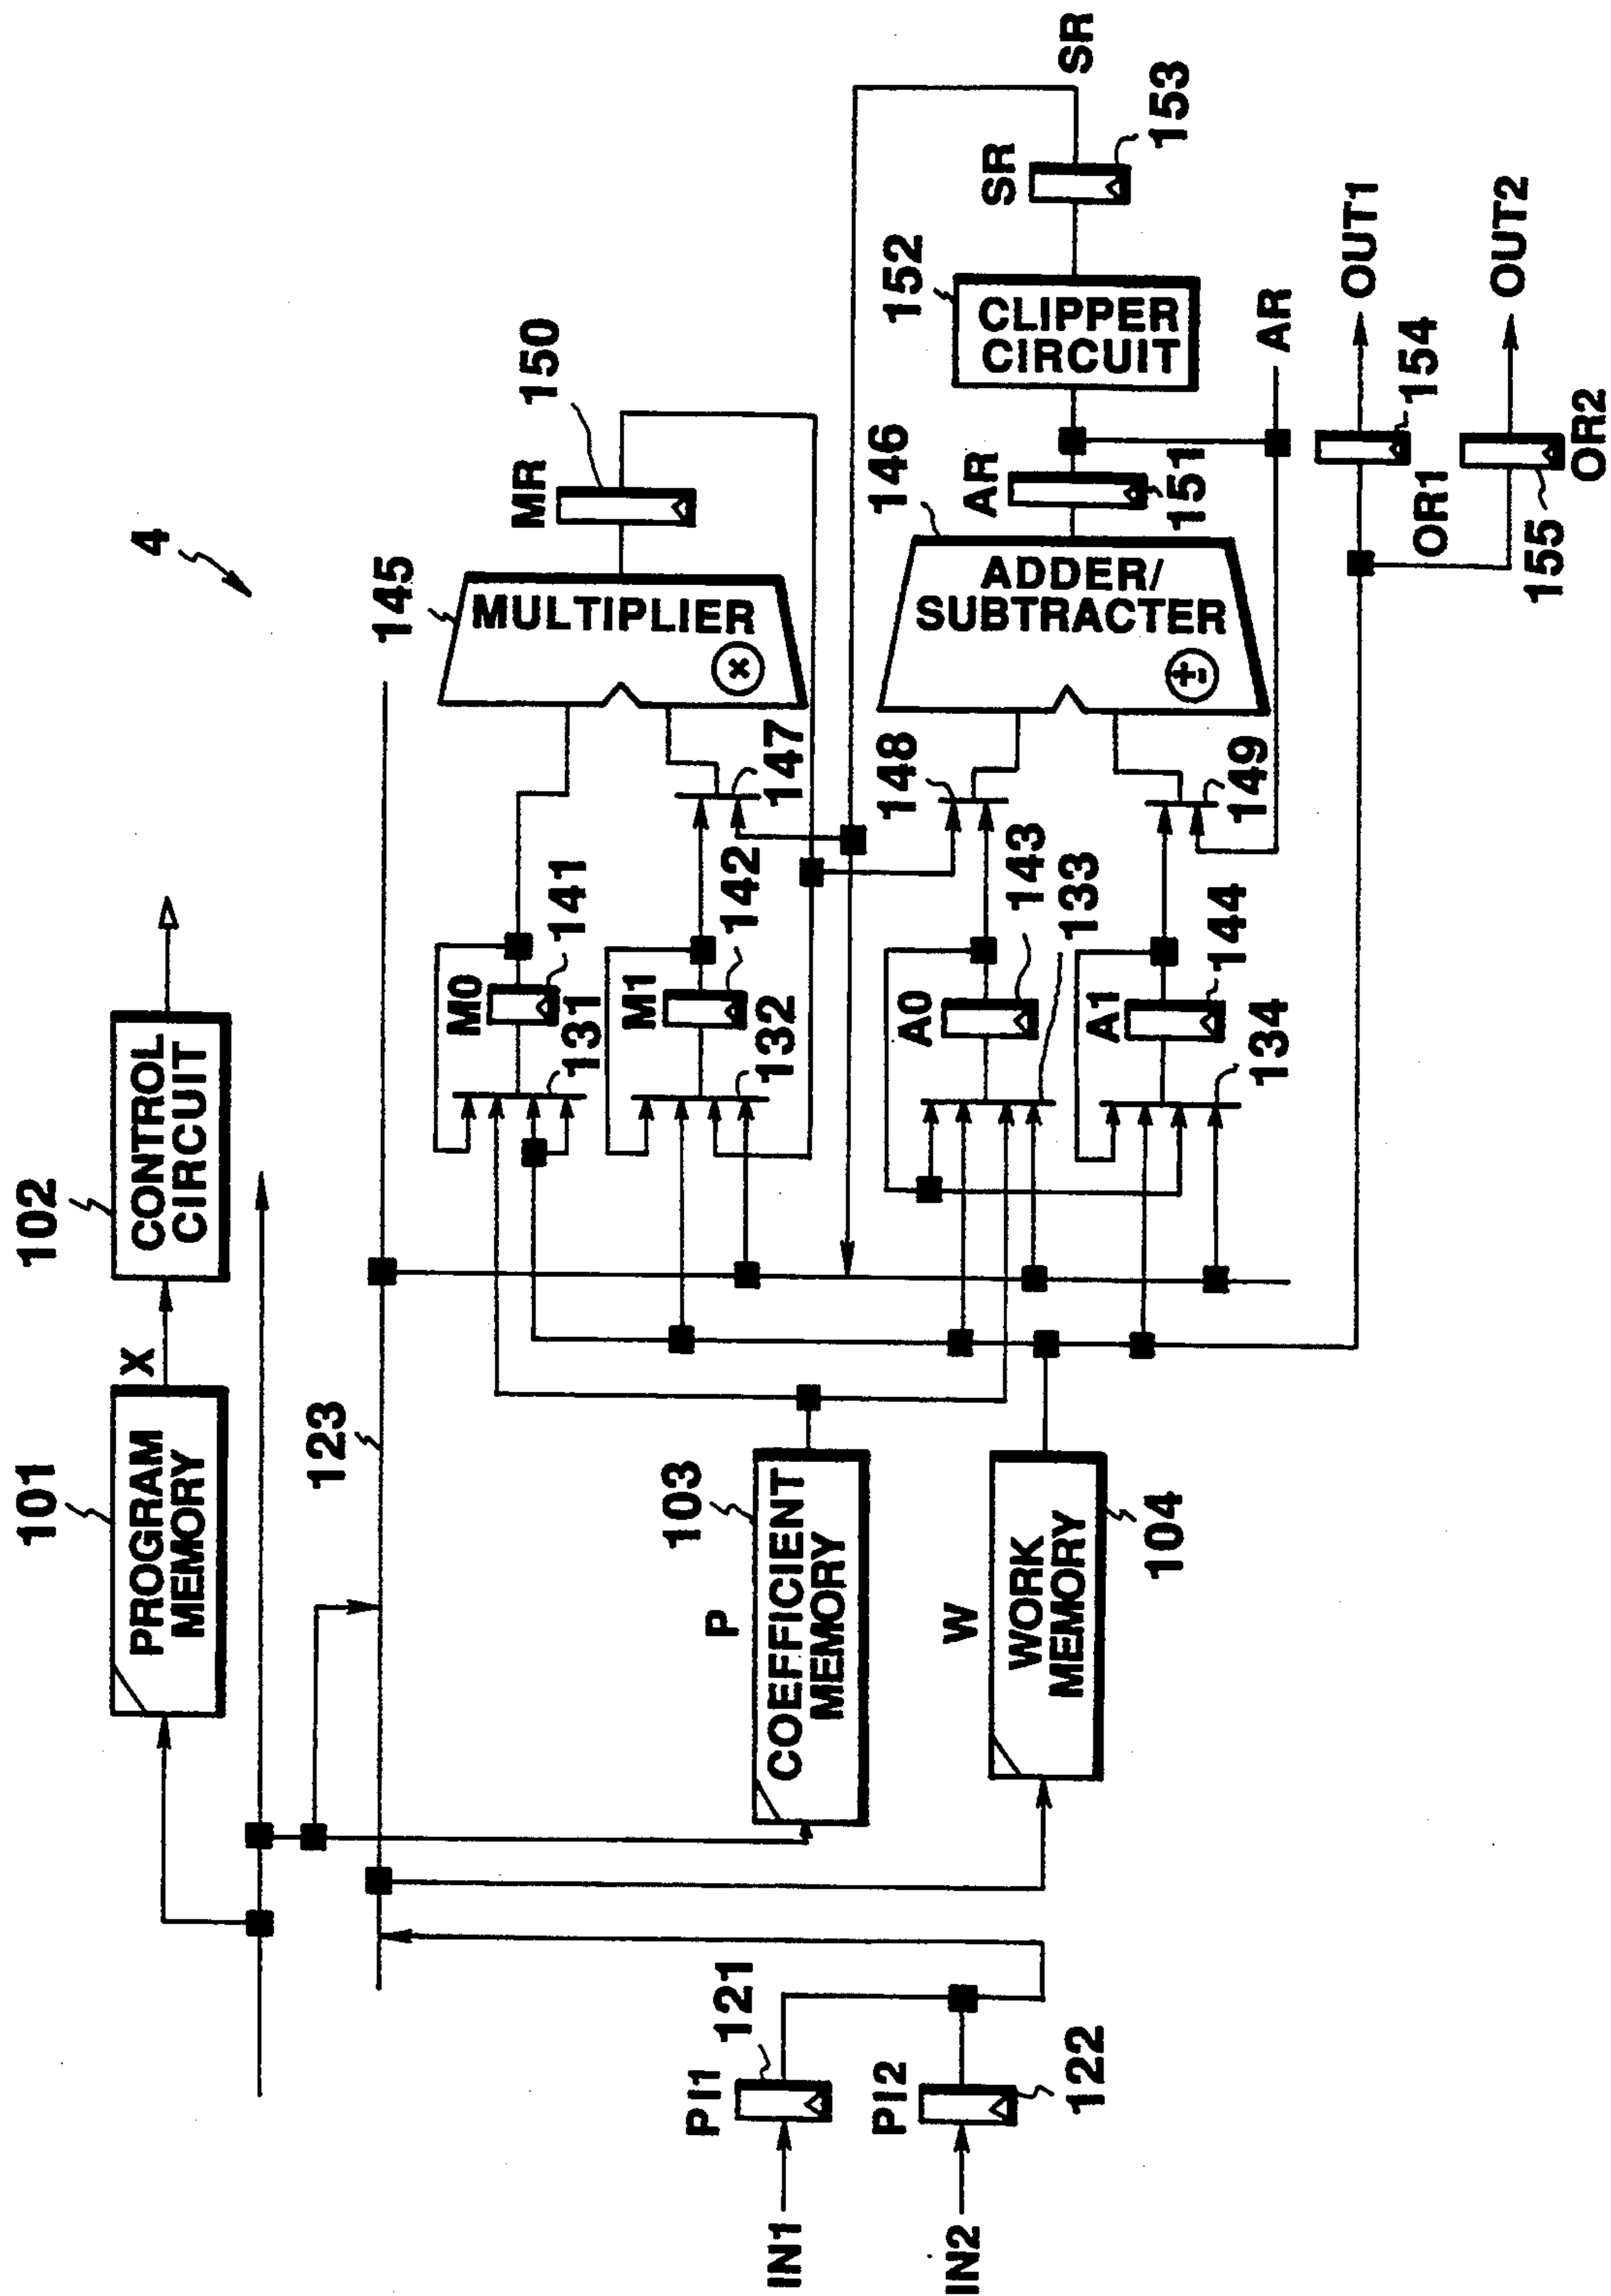 4
101
PROGRAM
MEMORY
X
102
CONTROL
CIRCUIT
123
145
MULTIPLIER
×
MR
150
M0
141
131
M1
142
132
147
P
103
COEFFICIENT
MEMORY
W
WORK
MEMORY
104
148
A0
143
133
A1
144
134
149
146
ADDER/
SUBTRACTER
+-
AR
151
152
CLIPPER
CIRCUIT
SR
153
SR
AR
OUT1
154
OR1
OUT2
155
OR2
PI1
121
IN1
PI2
122
IN2